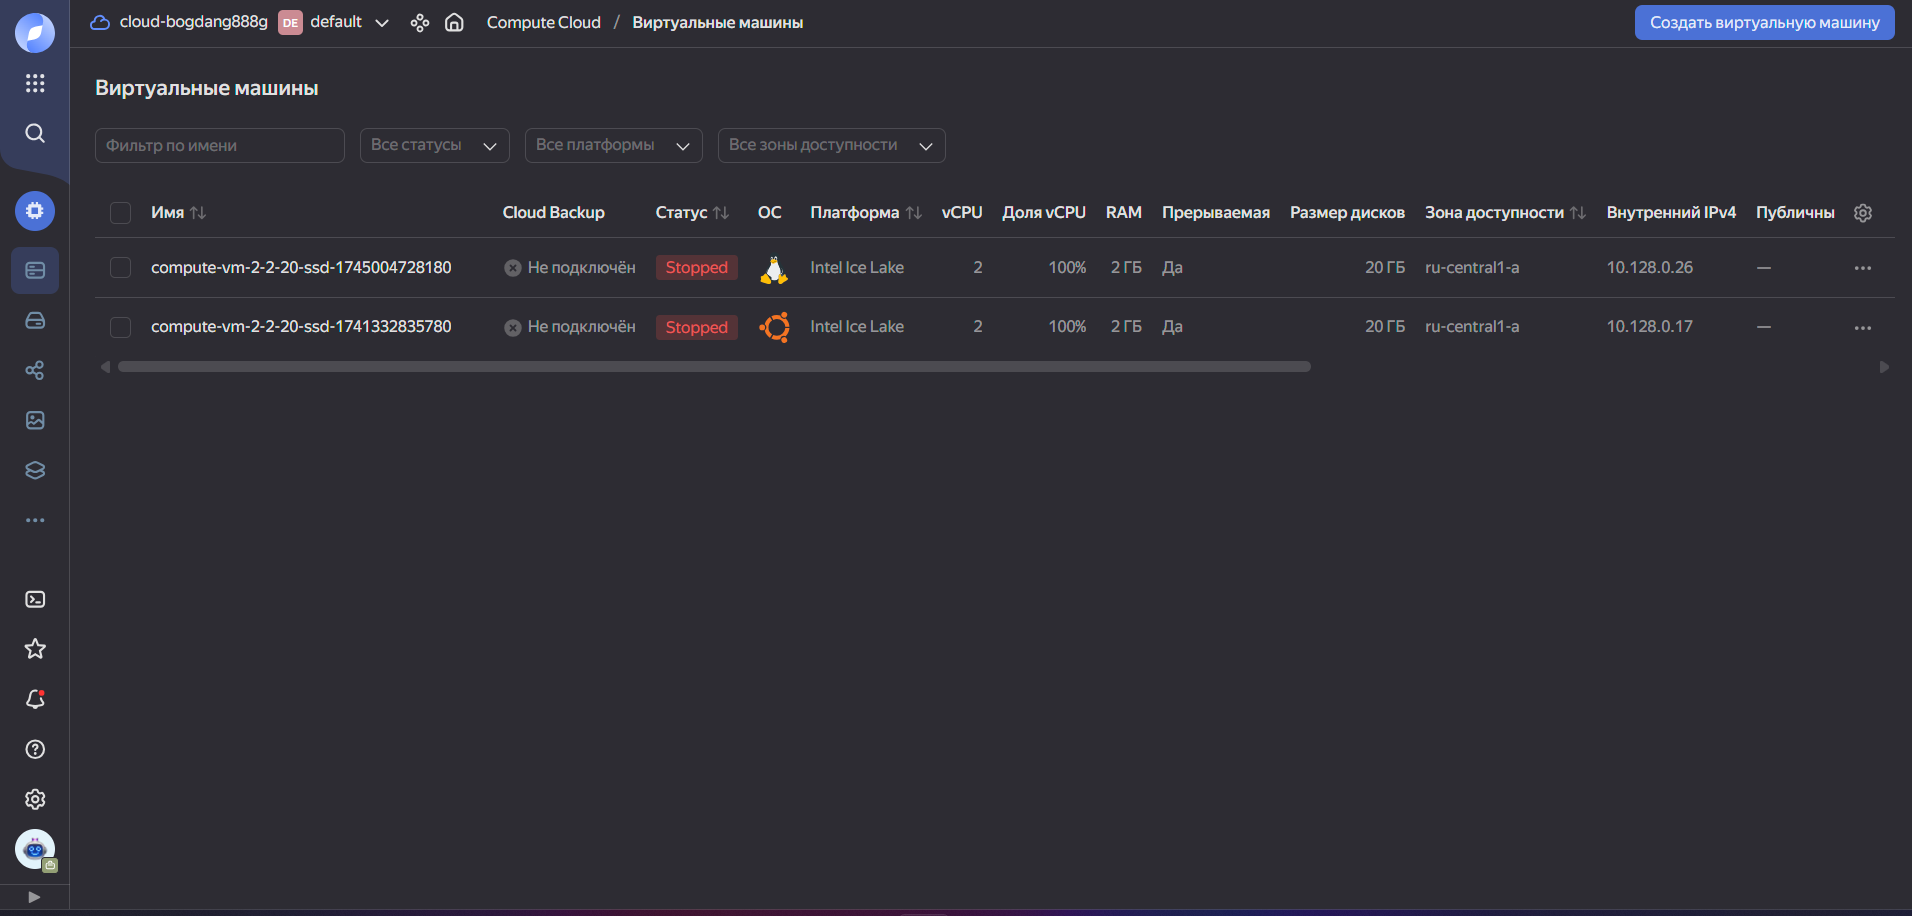 cloud-bogdang888g DE default Compute Cloud / Виртуальные машины Создать виртуальную машину
Виртуальные машины
Фильтр по имени Все статусы Все платформы Все зоны доступности
Имя Cloud Backup Статус ОС Платформа vCPU Доля vCPU RAM Прерываемая Размер дисков Зона доступности Внутренний IPv4 Публичны
compute-vm-2-2-20-ssd-1745004728180 Не подключён Stopped Intel Ice Lake 2 100% 2 ГБ Да 20 ГБ ru-central1-a 10.128.0.26 —
compute-vm-2-2-20-ssd-1741332835780 Не подключён Stopped Intel Ice Lake 2 100% 2 ГБ Да 20 ГБ ru-central1-a 10.128.0.17 —